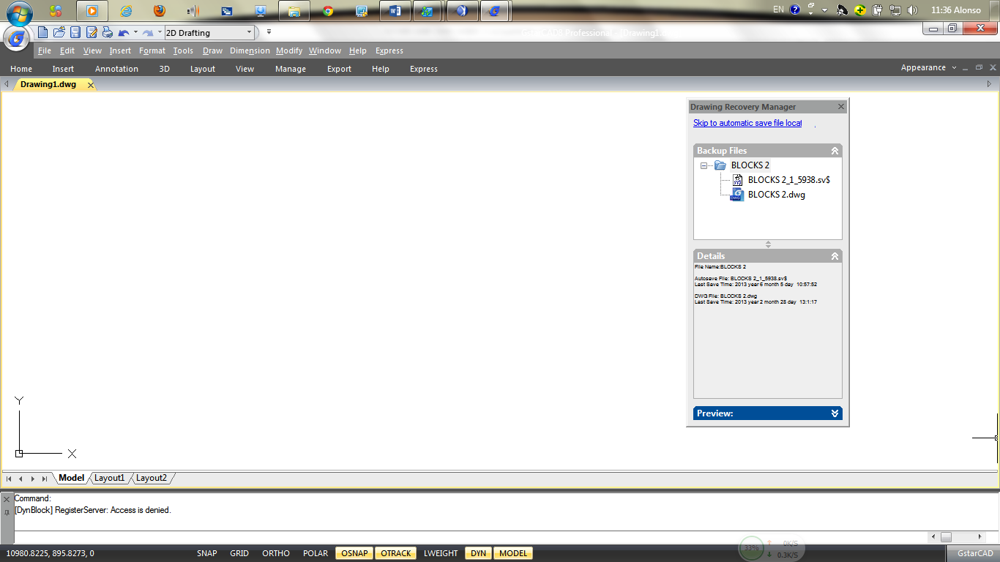 EN 11:36 Alonso
2D Drafting GstarCAD8 Professional - [Drawing1.
File Edit View Insert Format Tools Draw Dimension Modify Window Help Express
Home Insert Annotation 3D Layout View Manage Export Help Express Appearance
Drawing1.dwg
Drawing Recovery Manager
Skip to automatic save file locat
Backup Files
BLOCKS 2
BLOCKS 2_1_5938.sv$
BLOCKS 2.dwg
Details
File Name:BLOCKS 2
Autosave File: BLOCKS 2_1_5938.sv$
Last Save Time: 2013 year 6 month 5 day 10:57:52
DWG File: BLOCKS 2.dwg
Last Save Time: 2013 year 2 month 28 day 13:1:17
Preview:
Y
X
Model Layout1 Layout2
Command:
[DynBlock] RegisterServer: Access is denied.
10980.8225, 895.8273, 0 SNAP GRID ORTHO POLAR OSNAP OTRACK LWEIGHT DYN MODEL GstarCAD
33% 0K/S
0.3K/S